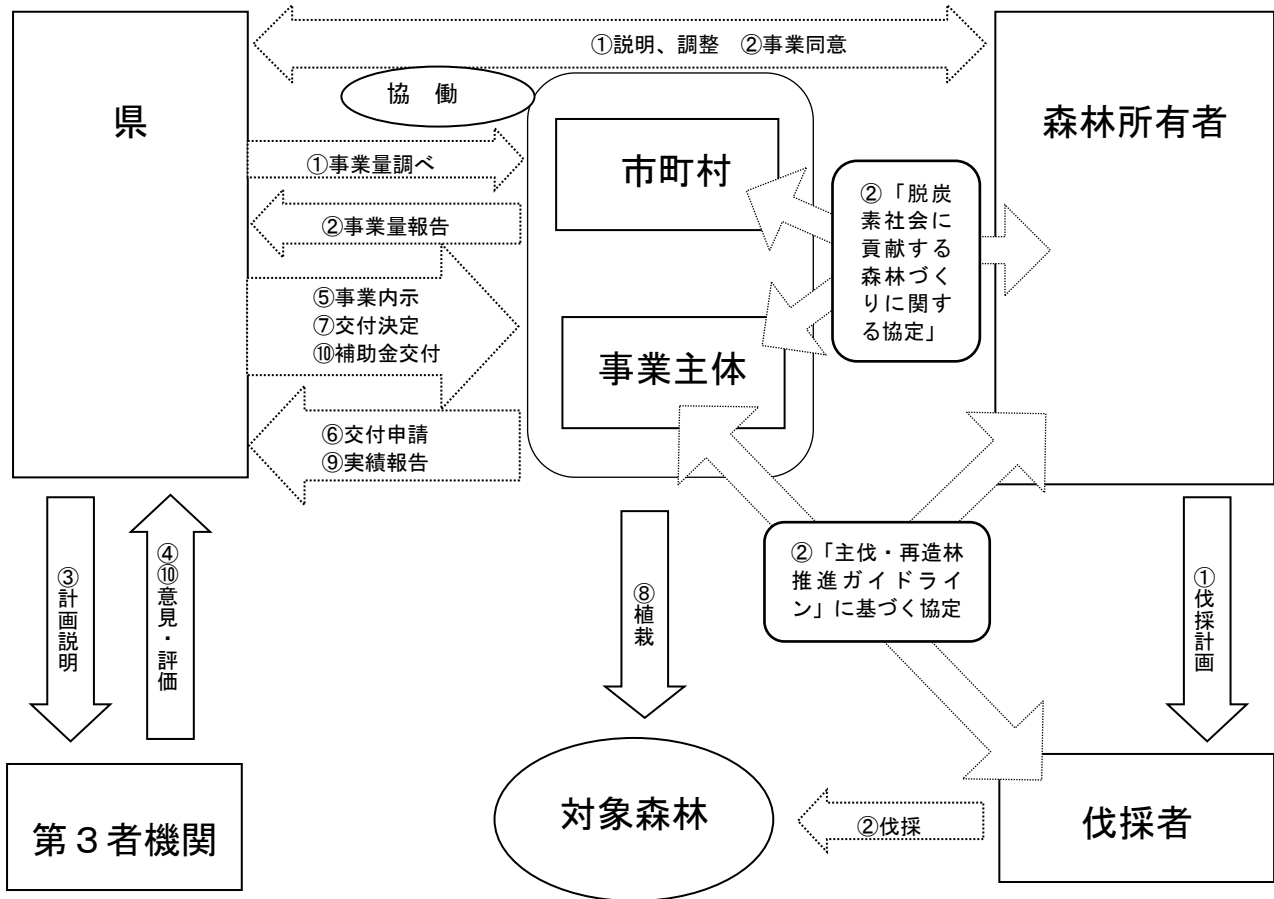 ①説明、調整　②事業同意
協　働
県
森林所有者
市町村
①事業量調べ
②事業量報告
②「脱炭
素社会に
貢献する
森林づく
りに関す
る協定」
⑤事業内示
⑦交付決定
⑩補助金交付
事業主体
⑥交付申請
⑨実績報告
③計画説明
④⑩意見・評価
⑧植栽
②「主伐・再造林
推進ガイドライ
ン」に基づく協定
①伐採計画
第３者機関
対象森林
②伐採
伐採者